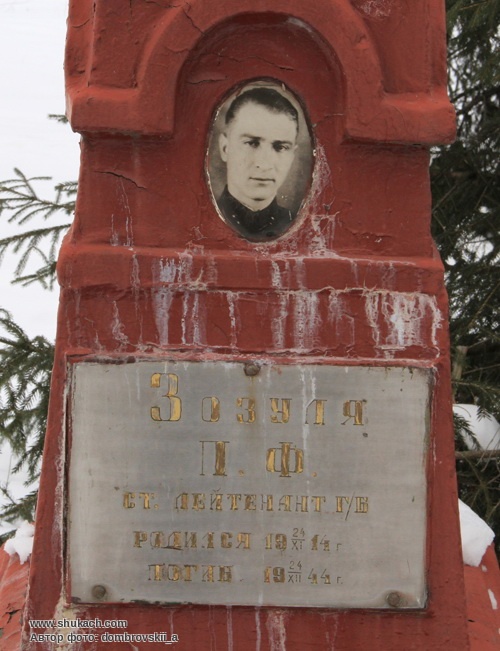 Зозуля
П. Ф.
ст. лейтенант г/б
родился 19 24/XI 14 г
погиб 19 24/XII 44 г.
www.shukach.com
Автор фото: dombrovskii_a